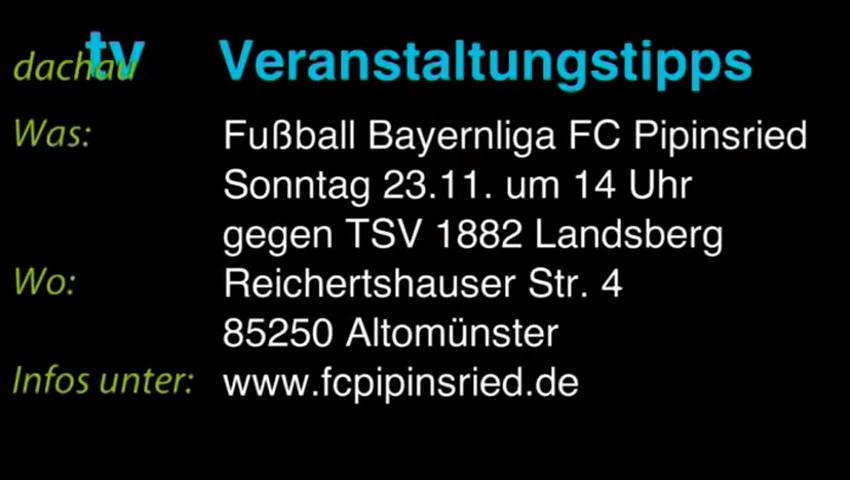 dachau tv Veranstaltungstipps
Was: Fußball Bayernliga FC Pipinsried
Sonntag 23.11. um 14 Uhr
gegen TSV 1882 Landsberg
Wo: Reichertshauser Str. 4
85250 Altomünster
Infos unter: www.fcpipinsried.de